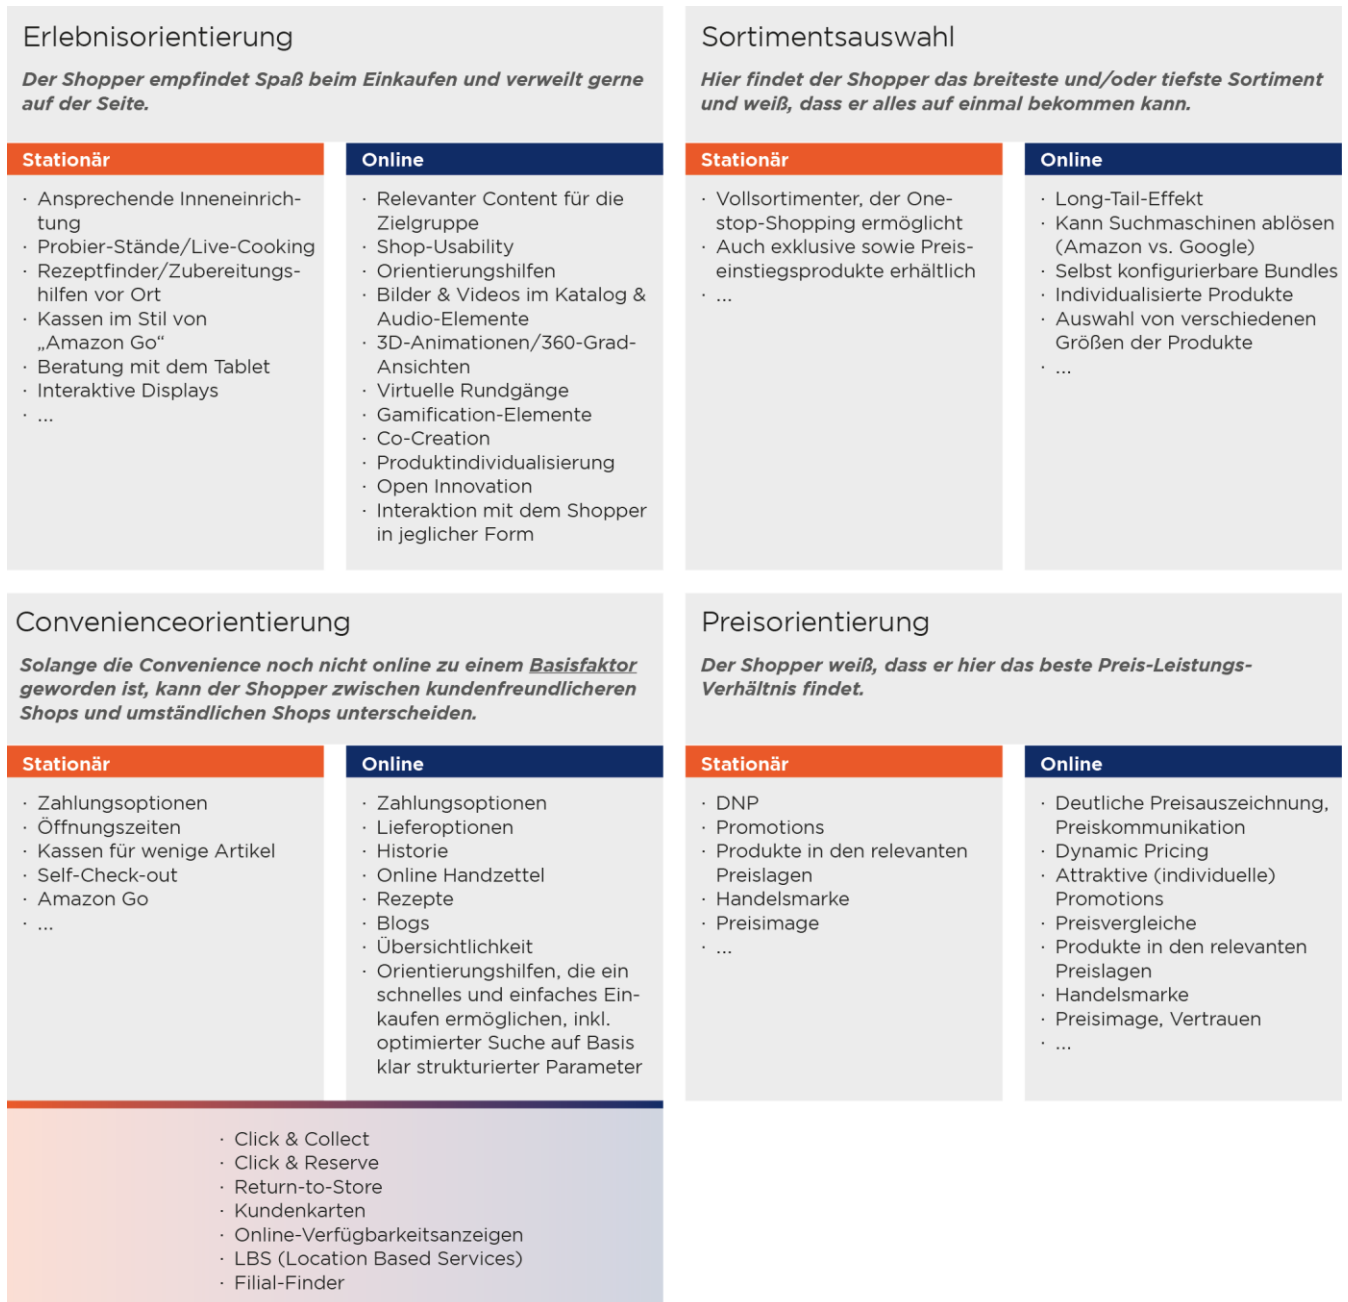 Erlebnisorientierung
Der Shopper empfindet Spaß beim Einkaufen und verweilt gerne
auf der Seite.
Stationär
· Ansprechende Inneneinrich-
tung
· Probier-Stände/Live-Cooking
· Rezeptfinder/Zubereitungs-
hilfen vor Ort
· Kassen im Stil von
„Amazon Go“
· Beratung mit dem Tablet
· Interaktive Displays
· ...
Online
· Relevanter Content für die
Zielgruppe
· Shop-Usability
· Orientierungshilfen
· Bilder & Videos im Katalog &
Audio-Elemente
· 3D-Animationen/360-Grad-
Ansichten
· Virtuelle Rundgänge
· Gamification-Elemente
· Co-Creation
· Produktindividualisierung
· Open Innovation
· Interaktion mit dem Shopper
in jeglicher Form
Sortimentsauswahl
Hier findet der Shopper das breiteste und/oder tiefste Sortiment
und weiß, dass er alles auf einmal bekommen kann.
Stationär
· Vollsortimenter, der One-
stop-Shopping ermöglicht
· Auch exklusive sowie Preis-
einstiegsprodukte erhältlich
· ...
Online
· Long-Tail-Effekt
· Kann Suchmaschinen ablösen
(Amazon vs. Google)
· Selbst konfigurierbare Bundles
· Individualisierte Produkte
· Auswahl von verschiedenen
Größen der Produkte
· ...
Convenienceorientierung
Solange die Convenience noch nicht online zu einem Basisfaktor
geworden ist, kann der Shopper zwischen kundenfreundlicheren
Shops und umständlichen Shops unterscheiden.
Stationär
· Zahlungsoptionen
· Öffnungszeiten
· Kassen für wenige Artikel
· Self-Check-out
· Amazon Go
· ...
Online
· Zahlungsoptionen
· Lieferoptionen
· Historie
· Online Handzettel
· Rezepte
· Blogs
· Übersichtlichkeit
· Orientierungshilfen, die ein
schnelles und einfaches Ein-
kaufen ermöglichen, inkl.
optimierter Suche auf Basis
klar strukturierter Parameter
· Click & Collect
· Click & Reserve
· Return-to-Store
· Kundenkarten
· Online-Verfügbarkeitsanzeigen
· LBS (Location Based Services)
· Filial-Finder
Preisorientierung
Der Shopper weiß, dass er hier das beste Preis-Leistungs-
Verhältnis findet.
Stationär
· DNP
· Promotions
· Produkte in den relevanten
Preislagen
· Handelsmarke
· Preisimage
· ...
Online
· Deutliche Preisauszeichnung,
Preiskommunikation
· Dynamic Pricing
· Attraktive (individuelle)
Promotions
· Preisvergleiche
· Produkte in den relevanten
Preislagen
· Handelsmarke
· Preisimage, Vertrauen
· ...